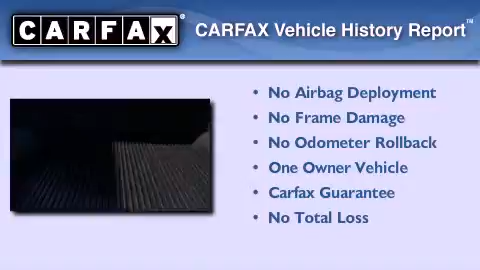 CARFAX® CARFAX Vehicle History Report™
• No Airbag Deployment
• No Frame Damage
• No Odometer Rollback
• One Owner Vehicle
• Carfax Guarantee
• No Total Loss